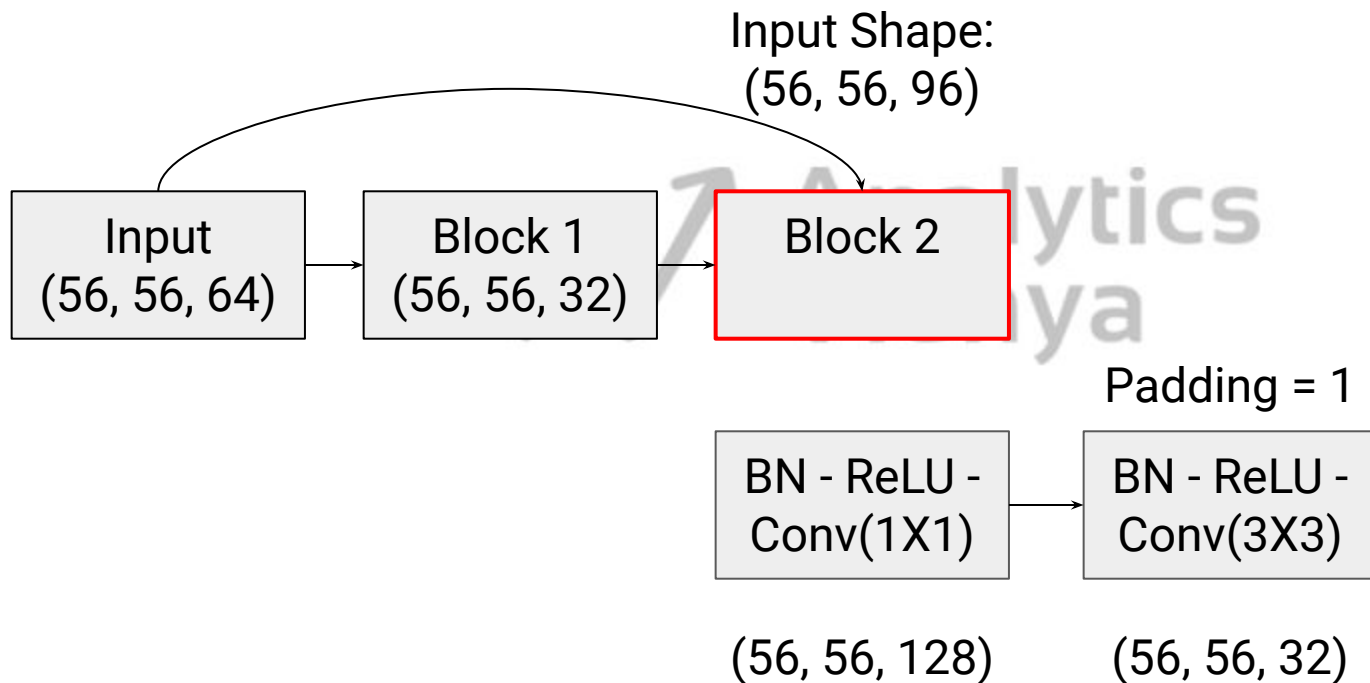 Input Shape:
(56, 56, 96)
Input
(56, 56, 64)
Block 1
(56, 56, 32)
Block 2
Padding = 1
BN - ReLU -
Conv(1X1)
BN - ReLU -
Conv(3X3)
(56, 56, 128)
(56, 56, 32)